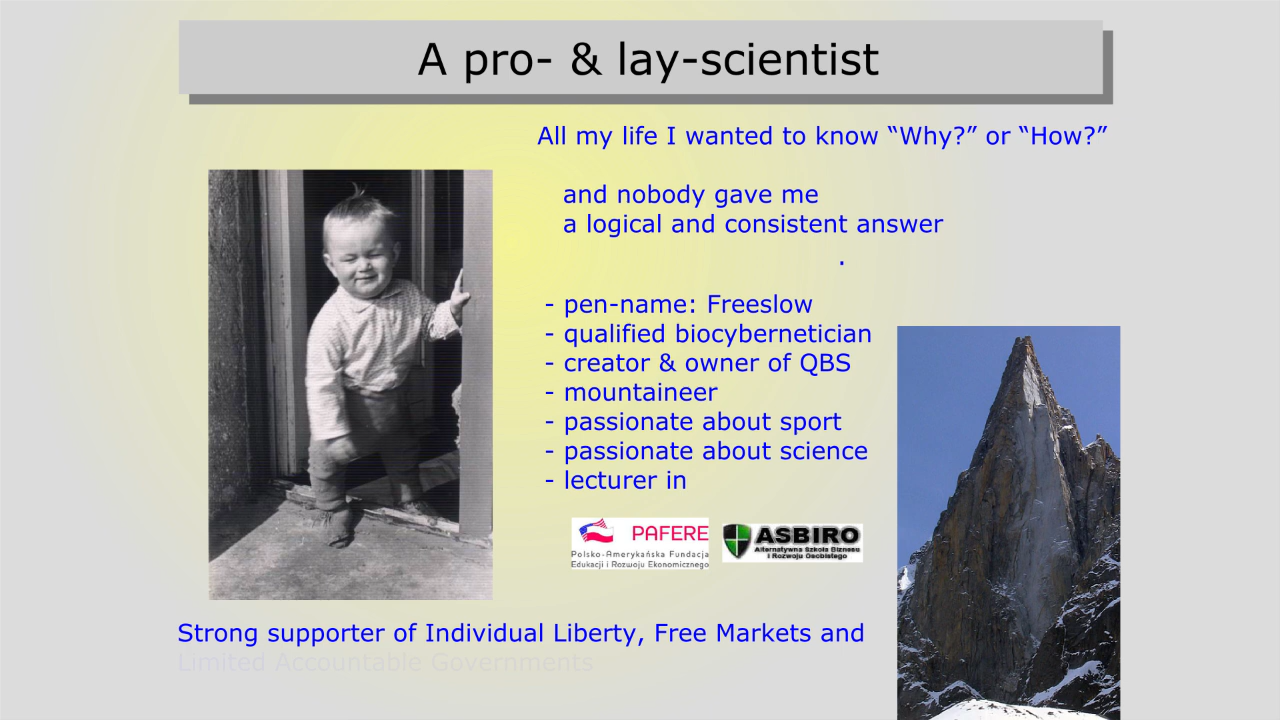 A pro- & lay-scientist
All my life I wanted to know “Why?” or “How?”
and nobody gave me
a logical and consistent answer
.
- pen-name: Freeslow
- qualified biocybernetician
- creator & owner of QBS
- mountaineer
- passionate about sport
- passionate about science
- lecturer in
PAFERE
Polsko-Amerykańska Fundacja
Edukacji i Rozwoju Ekonomicznego
ASBIRO
Alternatywna Szkoła Biznesu
i Rozwoju Osobistego
Strong supporter of Individual Liberty, Free Markets and
Limited Accountable Governments